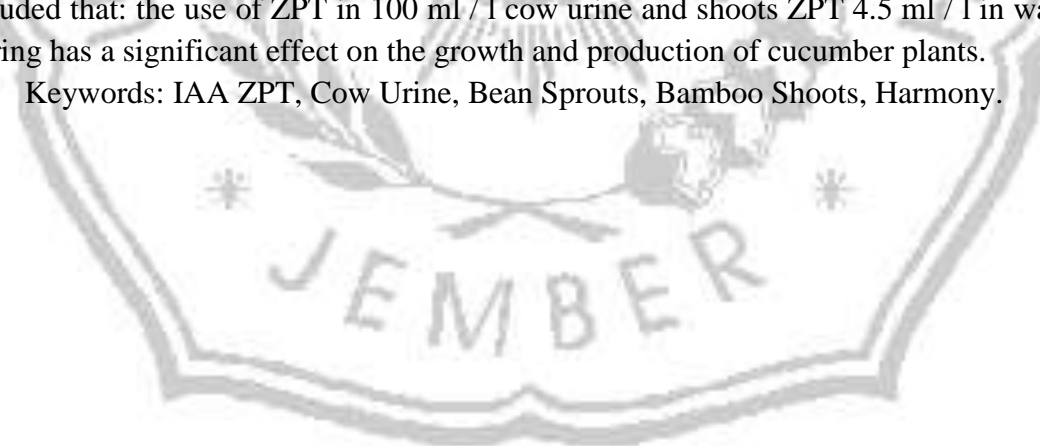 uded that: the use of ZPT in 100 ml / l cow urine and shoots ZPT 4.5 ml / l in wa
ring has a significant effect on the growth and production of cucumber plants.
Keywords: IAA ZPT, Cow Urine, Bean Sprouts, Bamboo Shoots, Harmony.
JEMBER